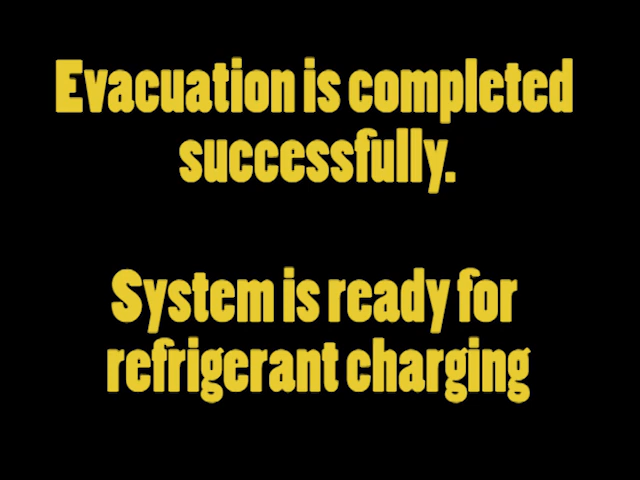 Evacuation is completed
successfully.
System is ready for
refrigerant charging